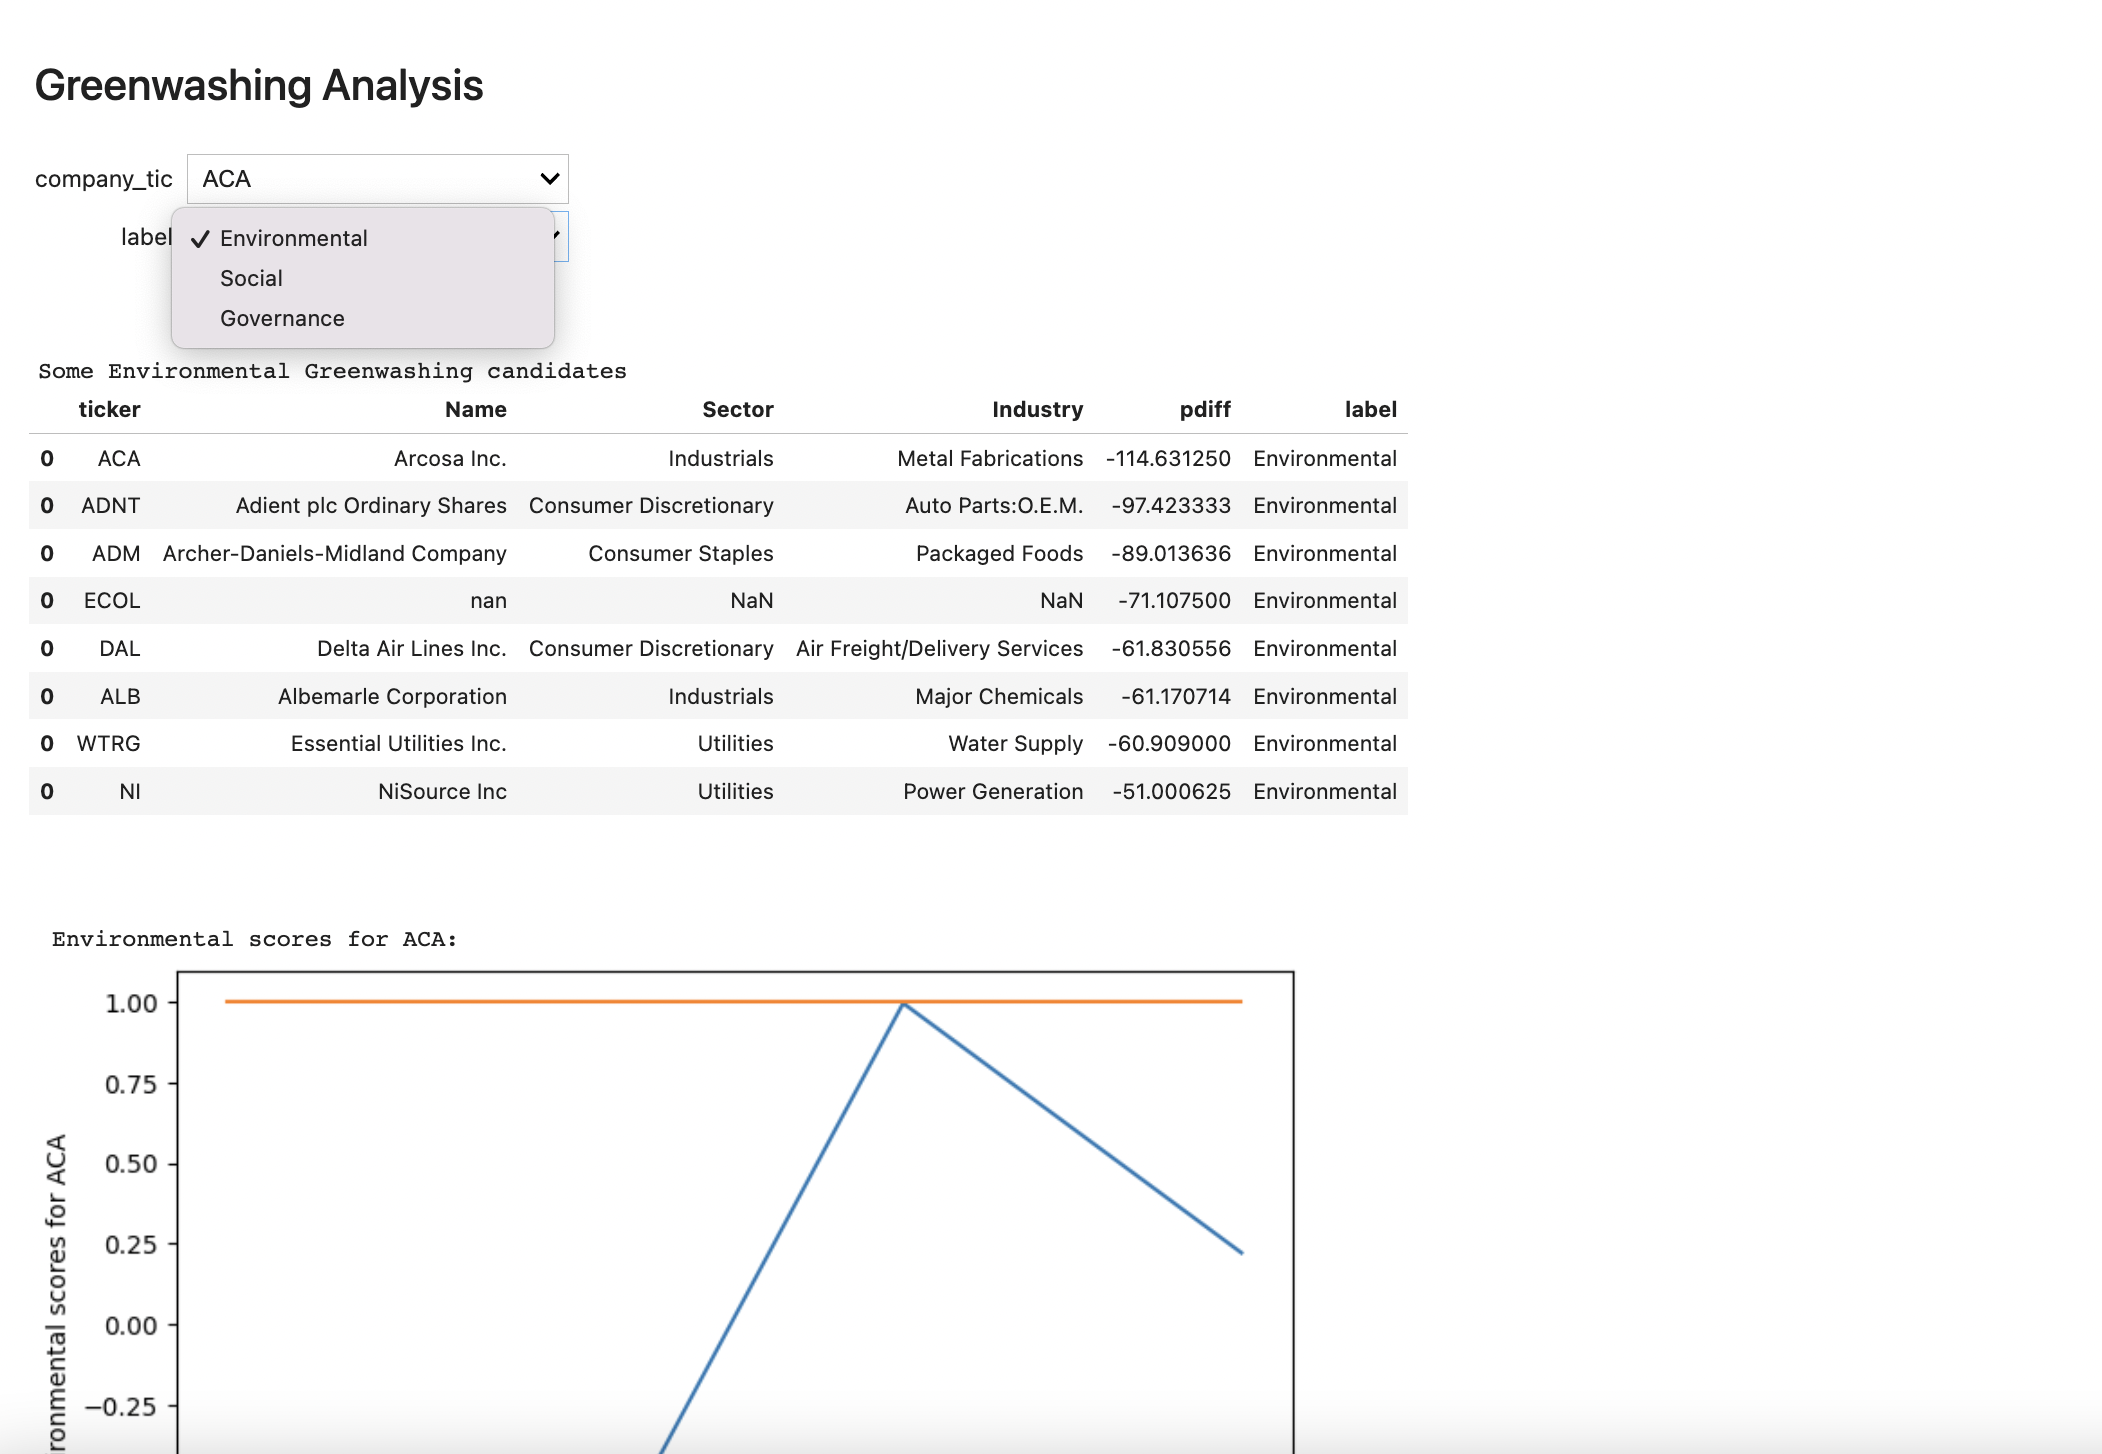 Greenwashing Analysis
company_tic ACA
label
Environmental
Social
Governance
Some Environmental Greenwashing candidates
ticker Name Sector Industry pdiff label
0 ACA Arcosa Inc. Industrials Metal Fabrications -114.631250 Environmental
0 ADNT Adient plc Ordinary Shares Consumer Discretionary Auto Parts:O.E.M. -97.423333 Environmental
0 ADM Archer-Daniels-Midland Company Consumer Staples Packaged Foods -89.013636 Environmental
0 ECOL nan NaN NaN -71.107500 Environmental
0 DAL Delta Air Lines Inc. Consumer Discretionary Air Freight/Delivery Services -61.830556 Environmental
0 ALB Albemarle Corporation Industrials Major Chemicals -61.170714 Environmental
0 WTRG Essential Utilities Inc. Utilities Water Supply -60.909000 Environmental
0 NI NiSource Inc Utilities Power Generation -51.000625 Environmental
Environmental scores for ACA:
1.00
0.75
0.50
0.25
0.00
−0.25
ronmental scores for ACA